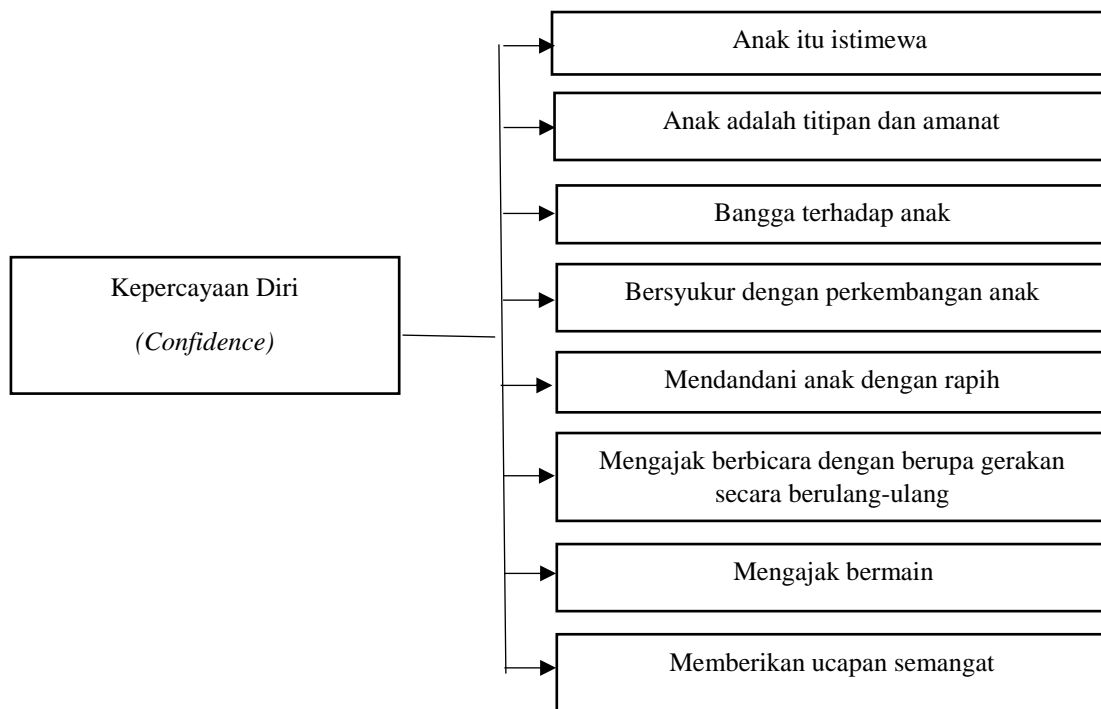 Anak itu istimewa
Anak adalah titipan dan amanat
Bangga terhadap anak
Kepercayaan Diri
(Confidence)
Bersyukur dengan perkembangan anak
Mendandani anak dengan rapih
Mengajak berbicara dengan berupa gerakan
secara berulang-ulang
Mengajak bermain
Memberikan ucapan semangat